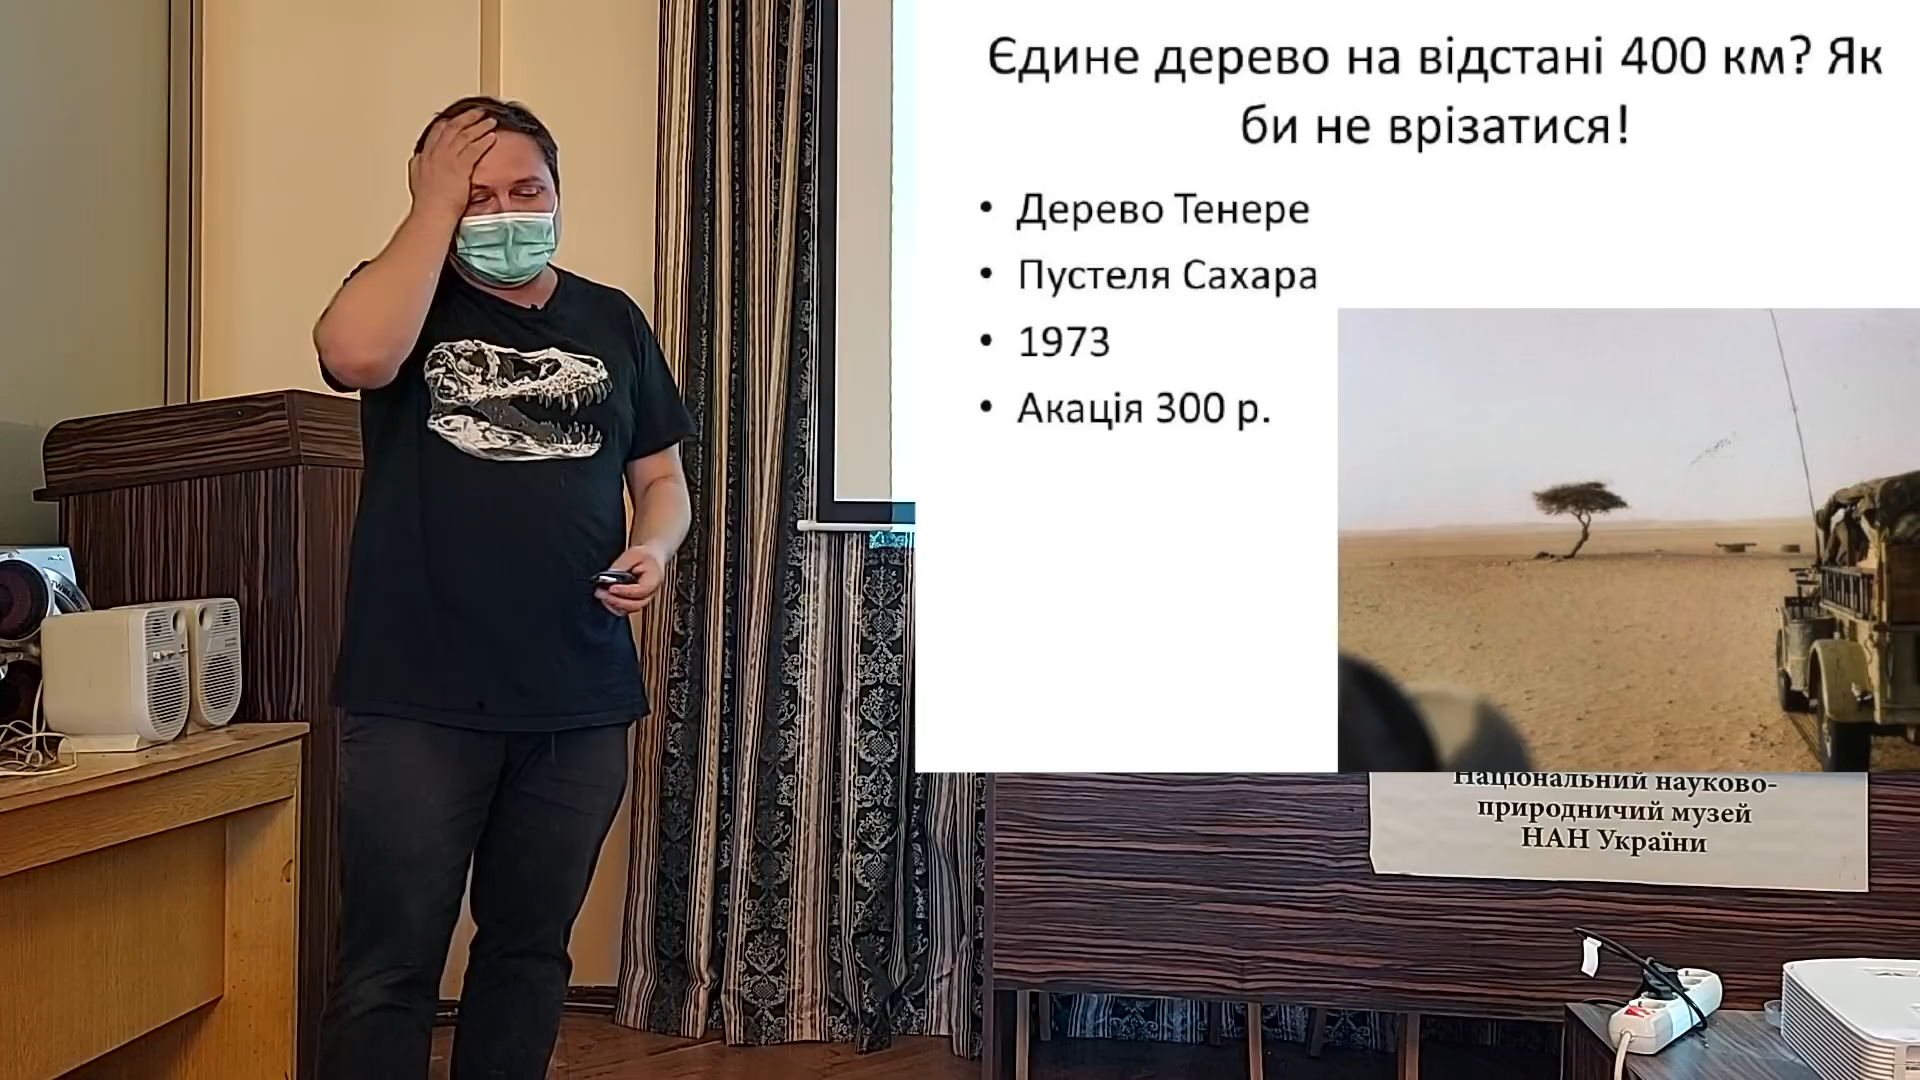 Єдине дерево на відстані 400 км? Як
би не врізатися!
• Дерево Тенере
• Пустеля Сахара
• 1973
• Акація 300 р.
Національний науково-
природничий музей
НАН України